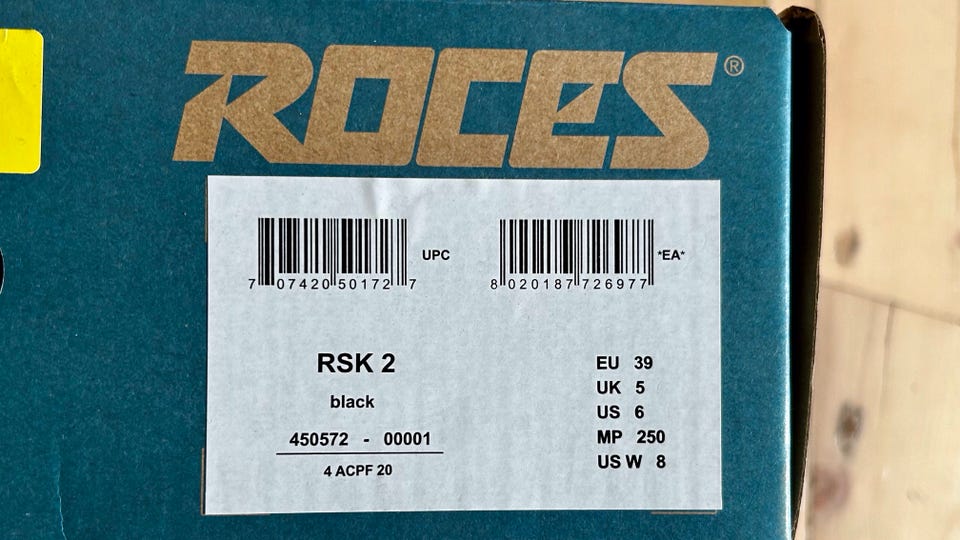 ROCES®
UPC
7 07420 50172 7
*EA*
8 020187 726977
RSK 2
black
450572 - 00001
4 ACPF 20
EU 39
UK 5
US 6
MP 250
US W 8